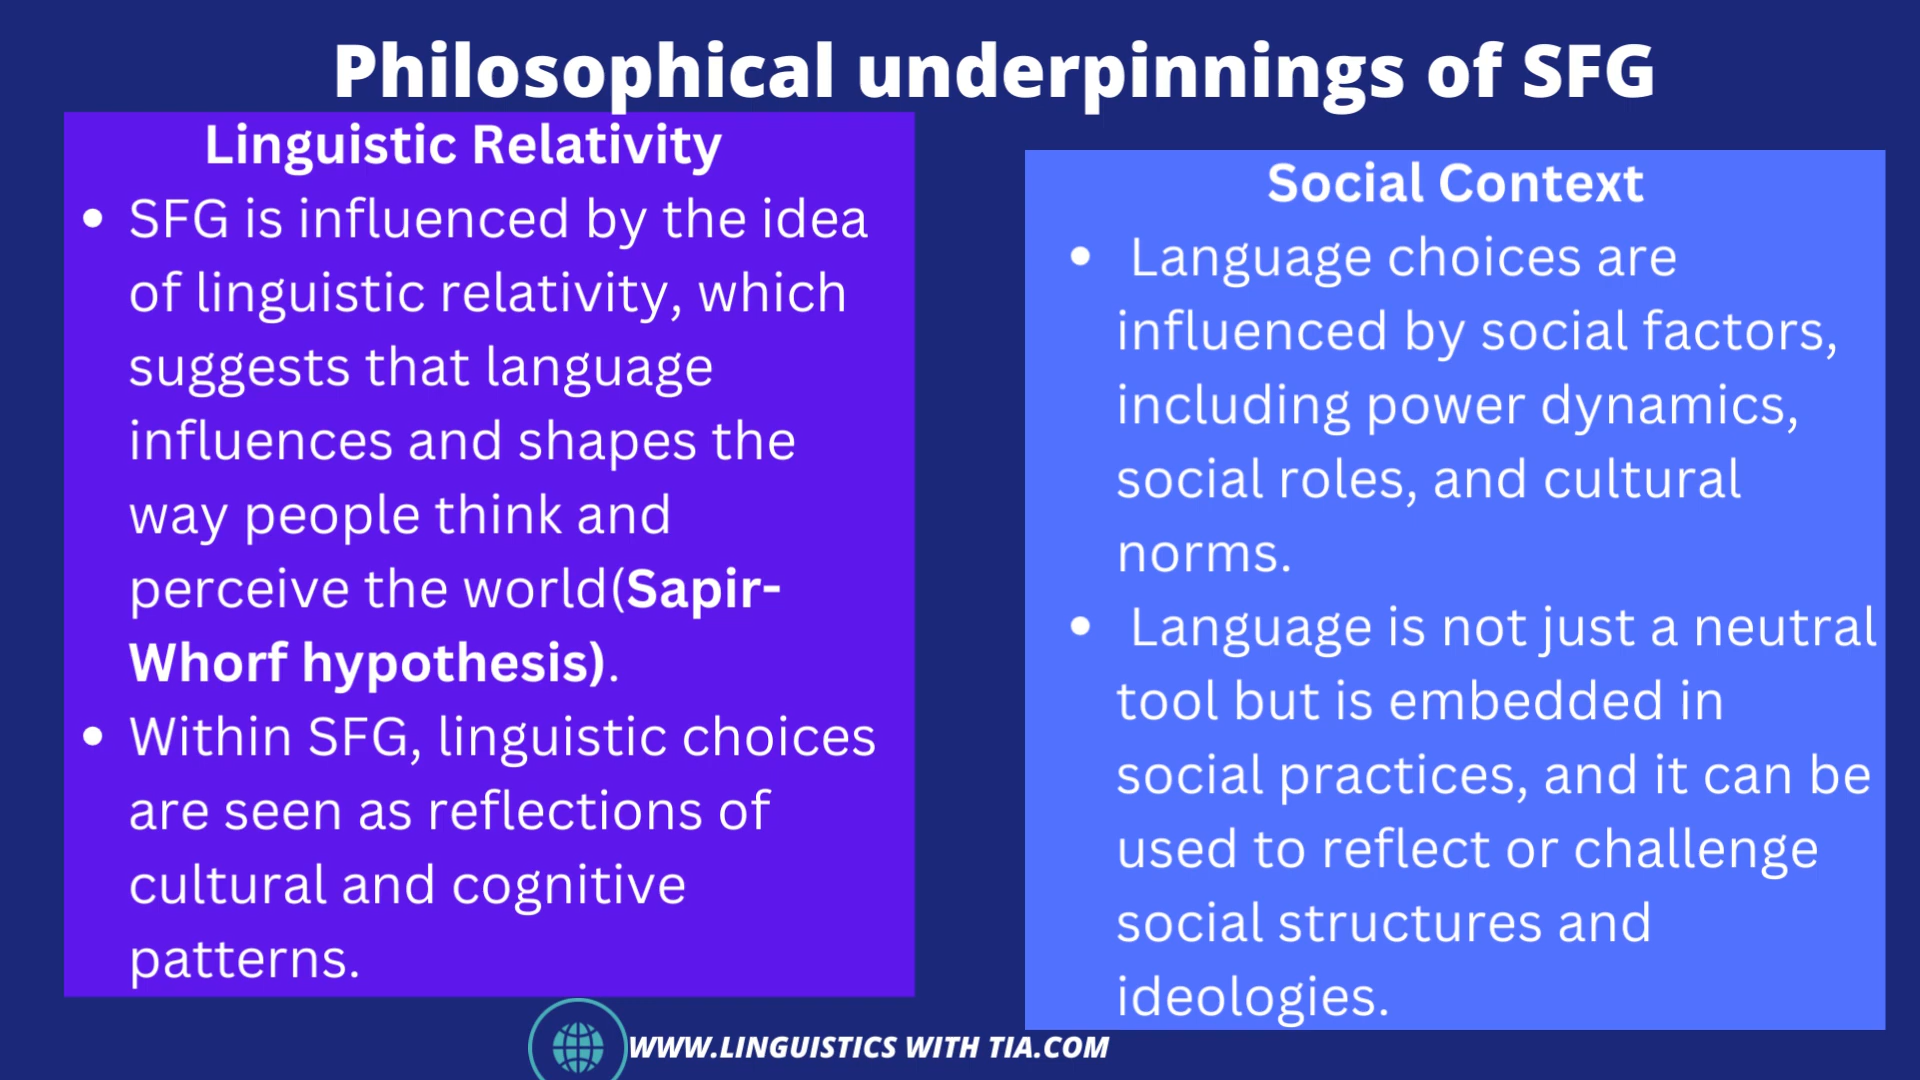 Philosophical underpinnings of SFG
Linguistic Relativity
• SFG is influenced by the idea
of linguistic relativity, which
suggests that language
influences and shapes the
way people think and
perceive the world(Sapir-
Whorf hypothesis).
• Within SFG, linguistic choices
are seen as reflections of
cultural and cognitive
patterns.
Social Context
• Language choices are
influenced by social factors,
including power dynamics,
social roles, and cultural
norms.
• Language is not just a neutral
tool but is embedded in
social practices, and it can be
used to reflect or challenge
social structures and
ideologies.
WWW.LINGUISTICS WITH TIA.COM